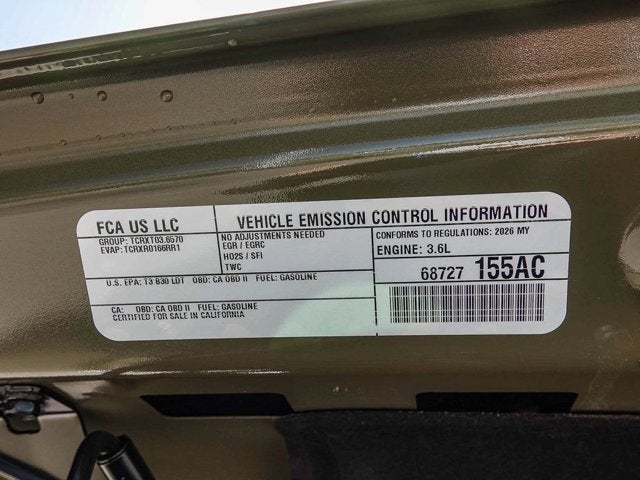 FCA US LLC
GROUP: TCRXT03.6570
EVAP: TCRXR0166RR1
VEHICLE EMISSION CONTROL INFORMATION
NO ADJUSTMENTS NEEDED
EGR / EGRC
HO2S / SFI
TWC
CONFORMS TO REGULATIONS: 2026 MY
ENGINE: 3.6L
U.S. EPA: T3 B30 LDT OBD: CA OBD II FUEL: GASOLINE
68727 155AC
CA: OBD: CA OBD II FUEL: GASOLINE
CERTIFIED FOR SALE IN CALIFORNIA